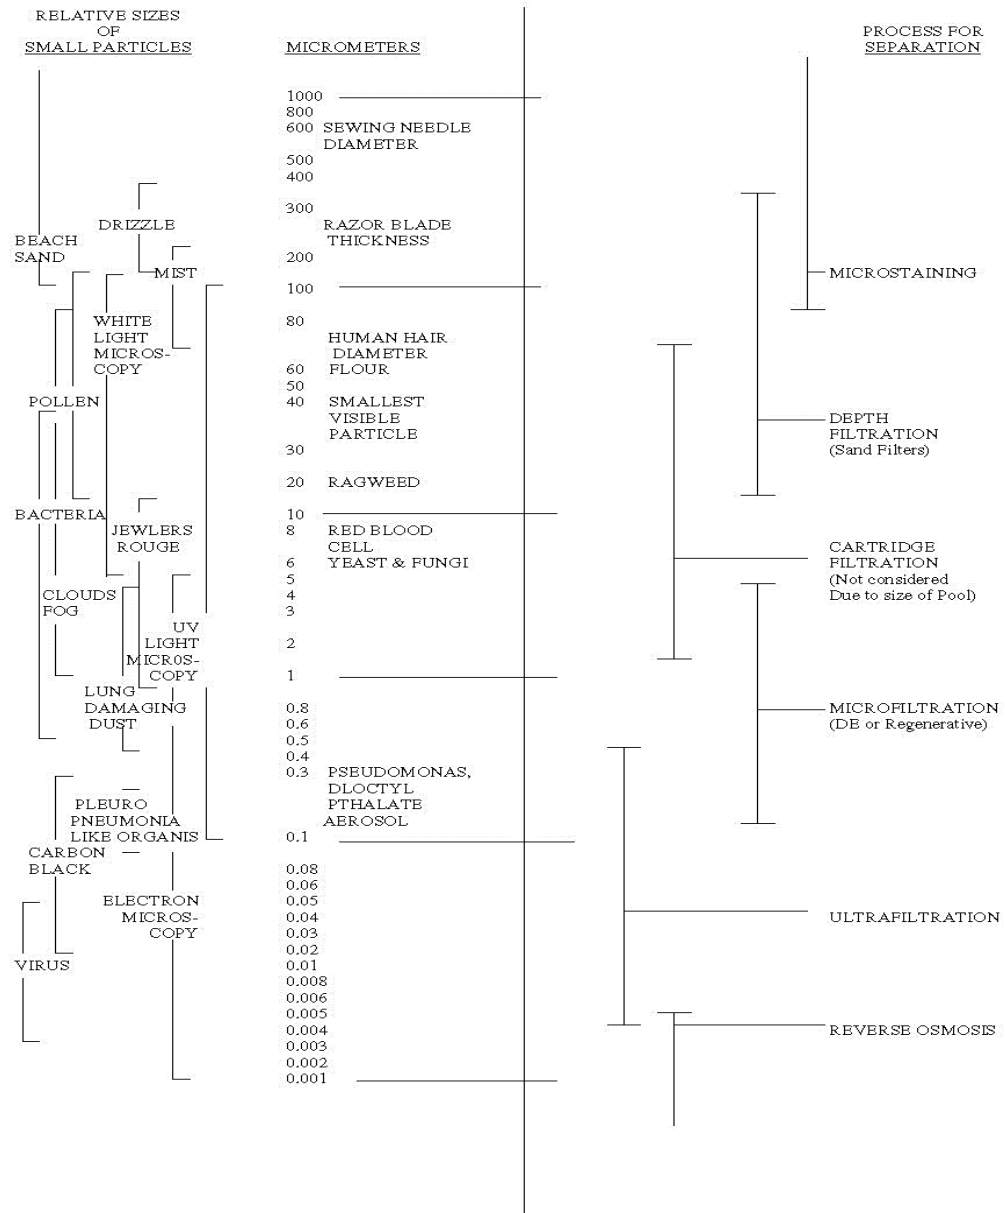 RELATIVE SIZES
OF
SMALL PARTICLES
MICROMETERS
PROCESS FOR
SEPARATION
1000
800
600 SEWING NEEDLE
DIAMETER
500
400
300
DRIZZLE
RAZOR BLADE
THICKNESS
BEACH
SAND
200
MIST
MICROSTAINING
100
WHITE
LIGHT
MICROS-
COPY
80
HUMAN HAIR
DIAMETER
60 FLOUR
50
POLLEN
40 SMALLEST
VISIBLE
PARTICLE
DEPTH
FILTRATION
(Sand Filters)
30
20 RAGWEED
BACTERIA
10
JEWLERS
ROUGE
8 RED BLOOD
CELL
6 YEAST & FUNGI
CARTRIDGE
FILTRATION
(Not considered
Due to size of Pool)
5
CLOUDS
FOG
4
3
UV
LIGHT
MICR0S-
COPY
2
1
LUNG
DAMAGING
DUST
0.8
0.6
MICROFILTRATION
(DE or Regenerative)
0.5
0.4
0.3 PSEUDOMONAS,
DLOCTYL
PTHALATE
AEROSOL
PLEURO
PNEUMONIA
LIKE ORGANIS
0.1
CARBON
BLACK
0.08
0.06
ELECTRON
MICROS-
COPY
0.05
0.04
0.03
ULTRAFILTRATION
0.02
VIRUS
0.01
0.008
0.006
0.005
0.004
REVERSE OSMOSIS
0.003
0.002
0.001